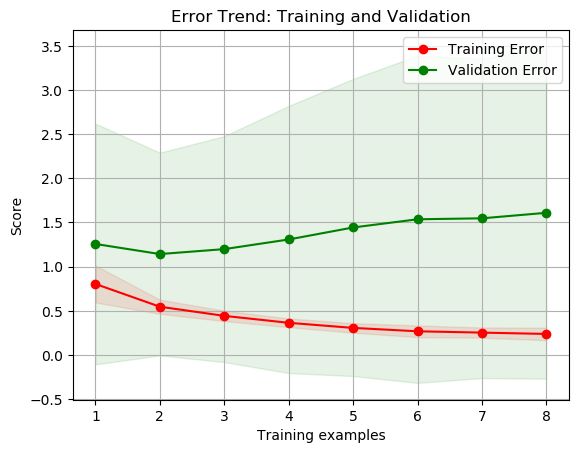 Error Trend: Training and Validation
Training Error
Validation Error
Score
3.5
3.0
2.5
2.0
1.5
1.0
0.5
0.0
−0.5
1 2 3 4 5 6 7 8
Training examples